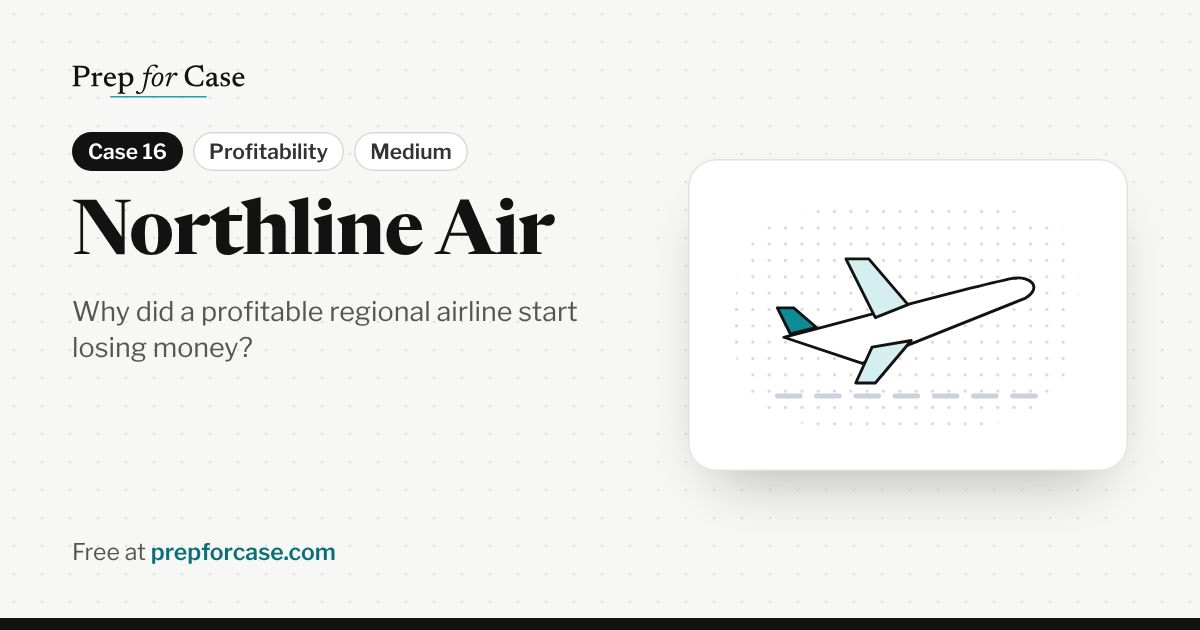 Prep for Case
Case 16
Profitability
Medium
Northline Air
Why did a profitable regional airline start
losing money?
Free at prepforcase.com